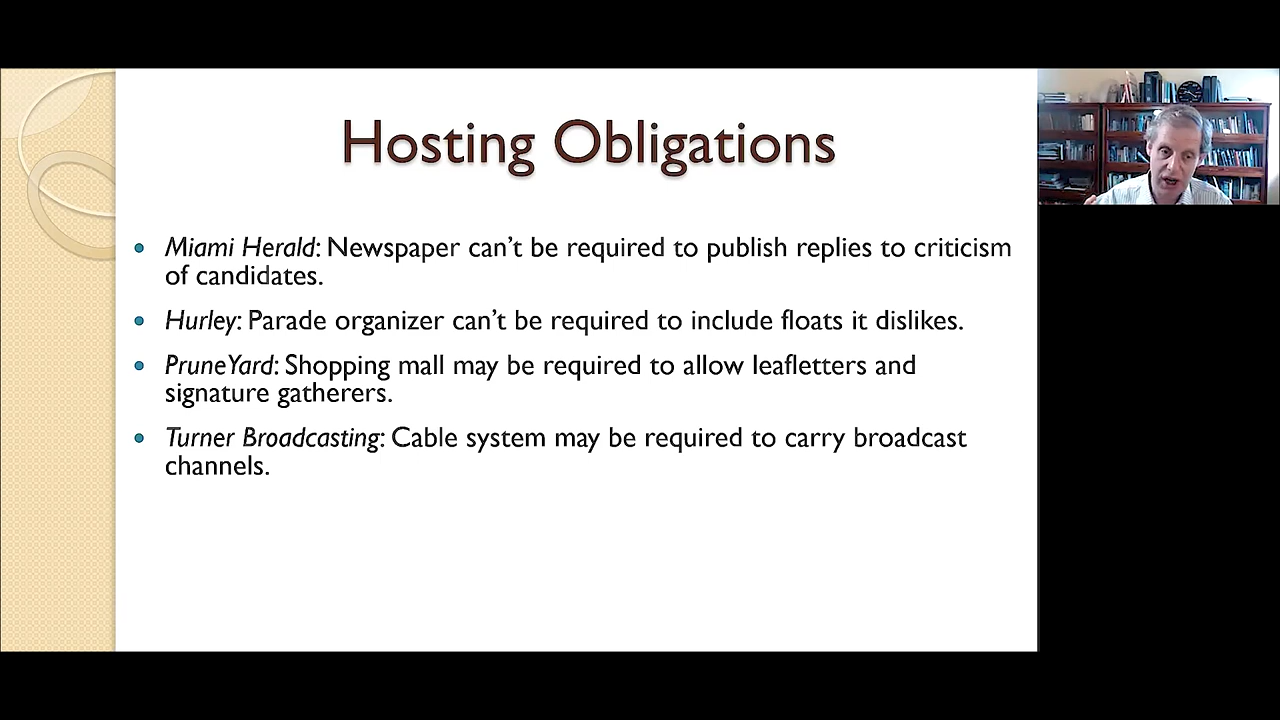 Hosting Obligations
• Miami Herald: Newspaper can’t be required to publish replies to criticism
of candidates.
• Hurley: Parade organizer can’t be required to include floats it dislikes.
• PruneYard: Shopping mall may be required to allow leafletters and
signature gatherers.
• Turner Broadcasting: Cable system may be required to carry broadcast
channels.